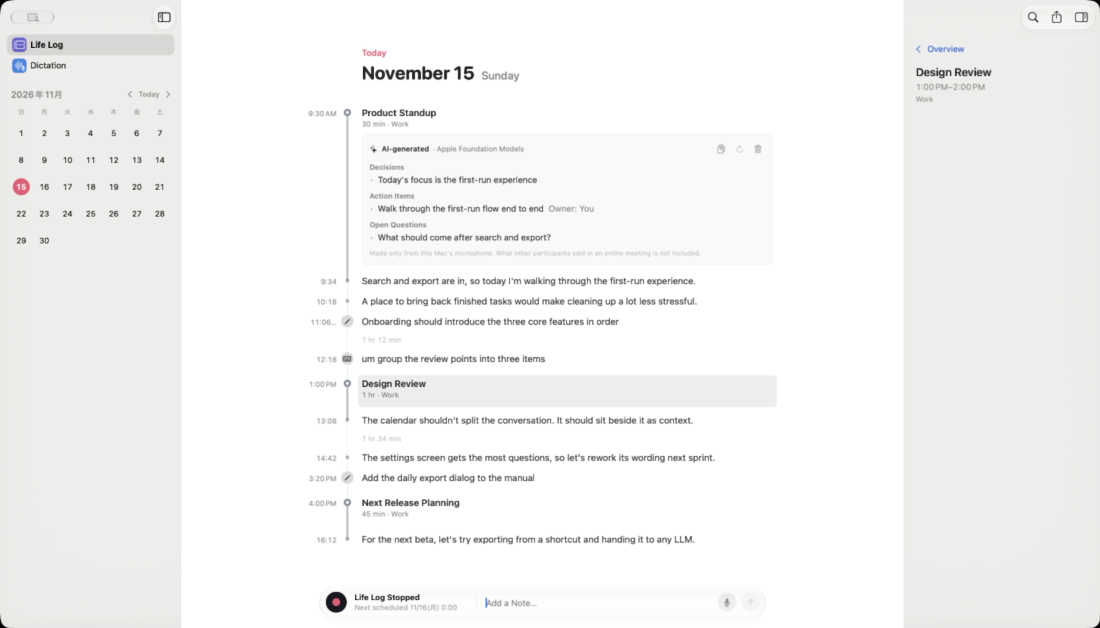 Life Log
Dictation
2026年11月
Today
日 月 火 水 木 金 土
1 2 3 4 5 6 7
8 9 10 11 12 13 14
15 16 17 18 19 20 21
22 23 24 25 26 27 28
29 30
Today
November 15 Sunday
9:30 AM Product Standup
30 min · Work
AI-generated · Apple Foundation Models
Decisions
- Today's focus is the first-run experience
Action Items
- Walk through the first-run flow end to end Owner: You
Open Questions
- What should come after search and export?
Made only from this Mac's microphone. What other participants said in an online meeting is not included.
9:34 Search and export are in, so today I'm walking through the first-run experience.
10:18 A place to bring back finished tasks would make cleaning up a lot less stressful.
11:06... Onboarding should introduce the three core features in order
1 hr 12 min
12:18 um group the review points into three items
1:00 PM Design Review
1 hr · Work
13:08 The calendar shouldn't split the conversation. It should sit beside it as context.
1 hr 34 min
14:42 The settings screen gets the most questions, so let's rework its wording next sprint.
3:20 PM Add the daily export dialog to the manual
4:00 PM Next Release Planning
45 min · Work
16:12 For the next beta, let's try exporting from a shortcut and handing it to any LLM.
Life Log Stopped
Next scheduled 11/16(月) 0:00
Add a Note...
Overview
Design Review
1:00 PM–2:00 PM
Work